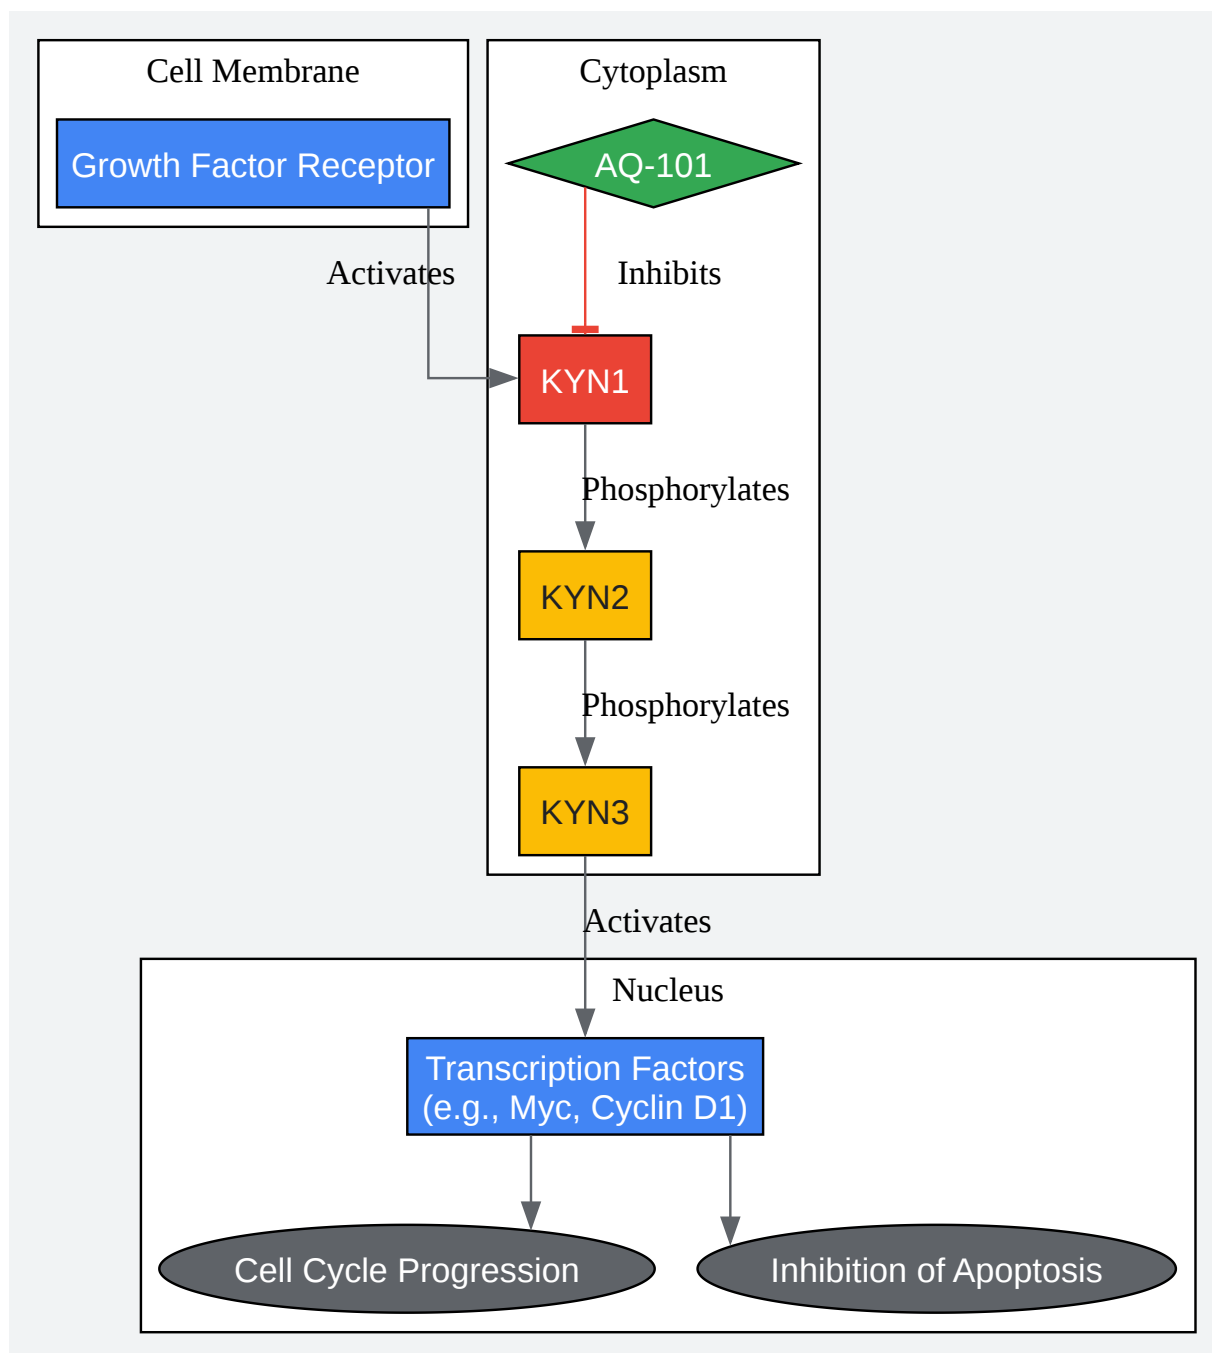 Cell Membrane
Cytoplasm
Growth Factor Receptor
AQ-101
Activates
Inhibits
KYN1
Phosphorylates
KYN2
Phosphorylates
KYN3
Activates
Nucleus
Transcription Factors
(e.g., Myc, Cyclin D1)
Cell Cycle Progression
Inhibition of Apoptosis